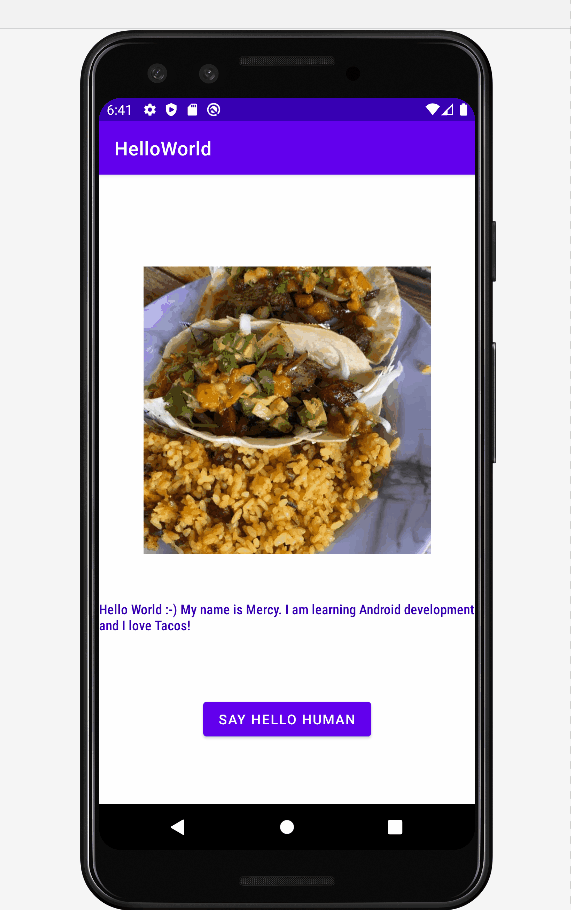 6:41
HelloWorld
Hello World :-) My name is Mercy. I am learning Android development
and I love Tacos!
SAY HELLO HUMAN